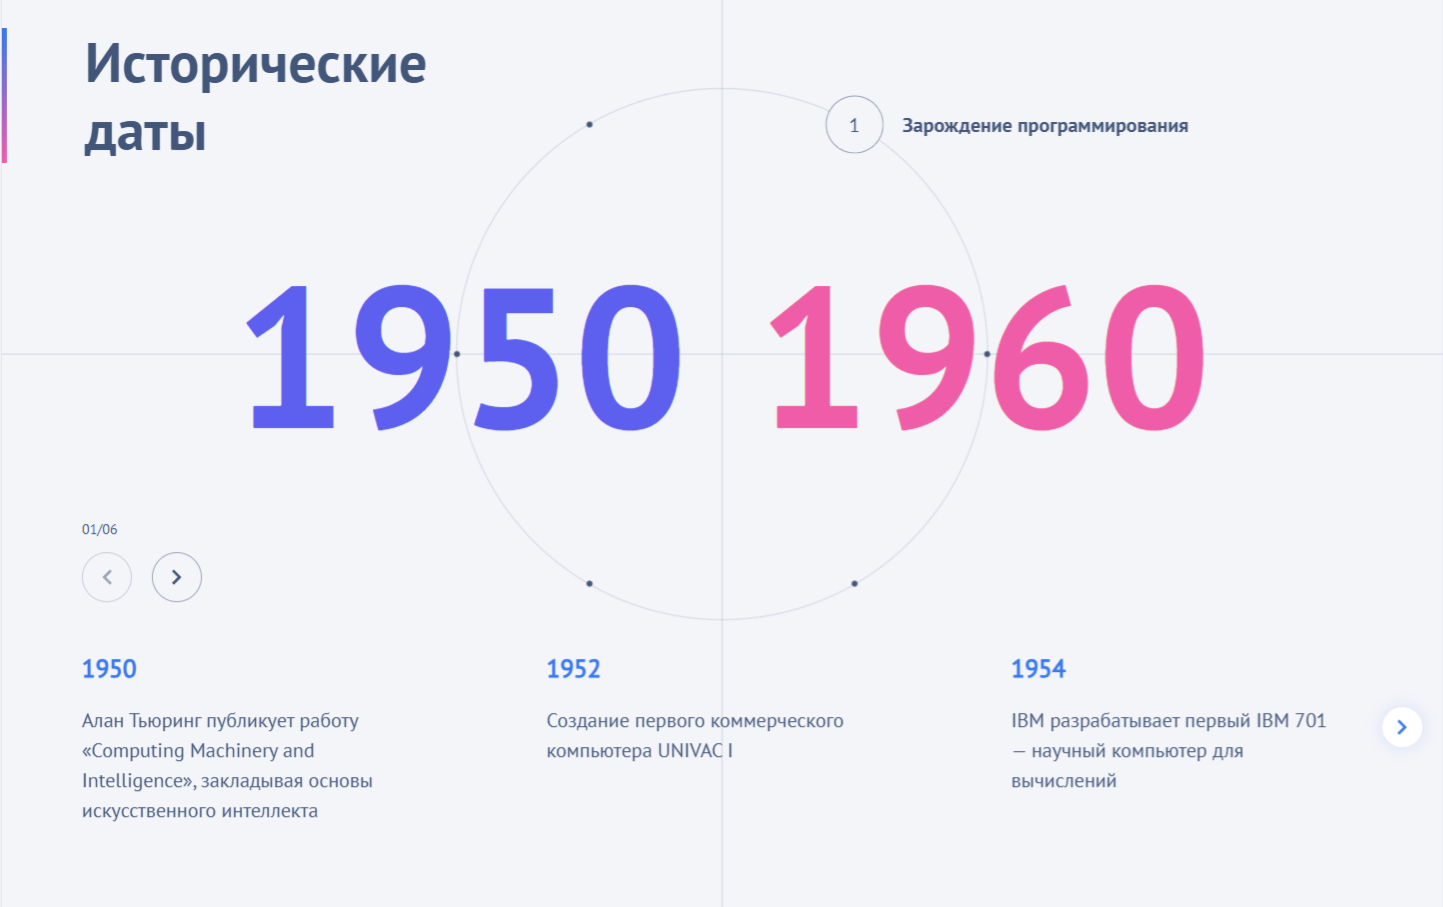 Исторические
даты
1
Зарождение программирования
1950 1960
01/06
1950
Алан Тьюринг публикует работу
«Computing Machinery and
Intelligence», закладывая основы
искусственного интеллекта
1952
Создание первого коммерческого
компьютера UNIVAC I
1954
IBM разрабатывает первый IBM 701
— научный компьютер для
вычислений